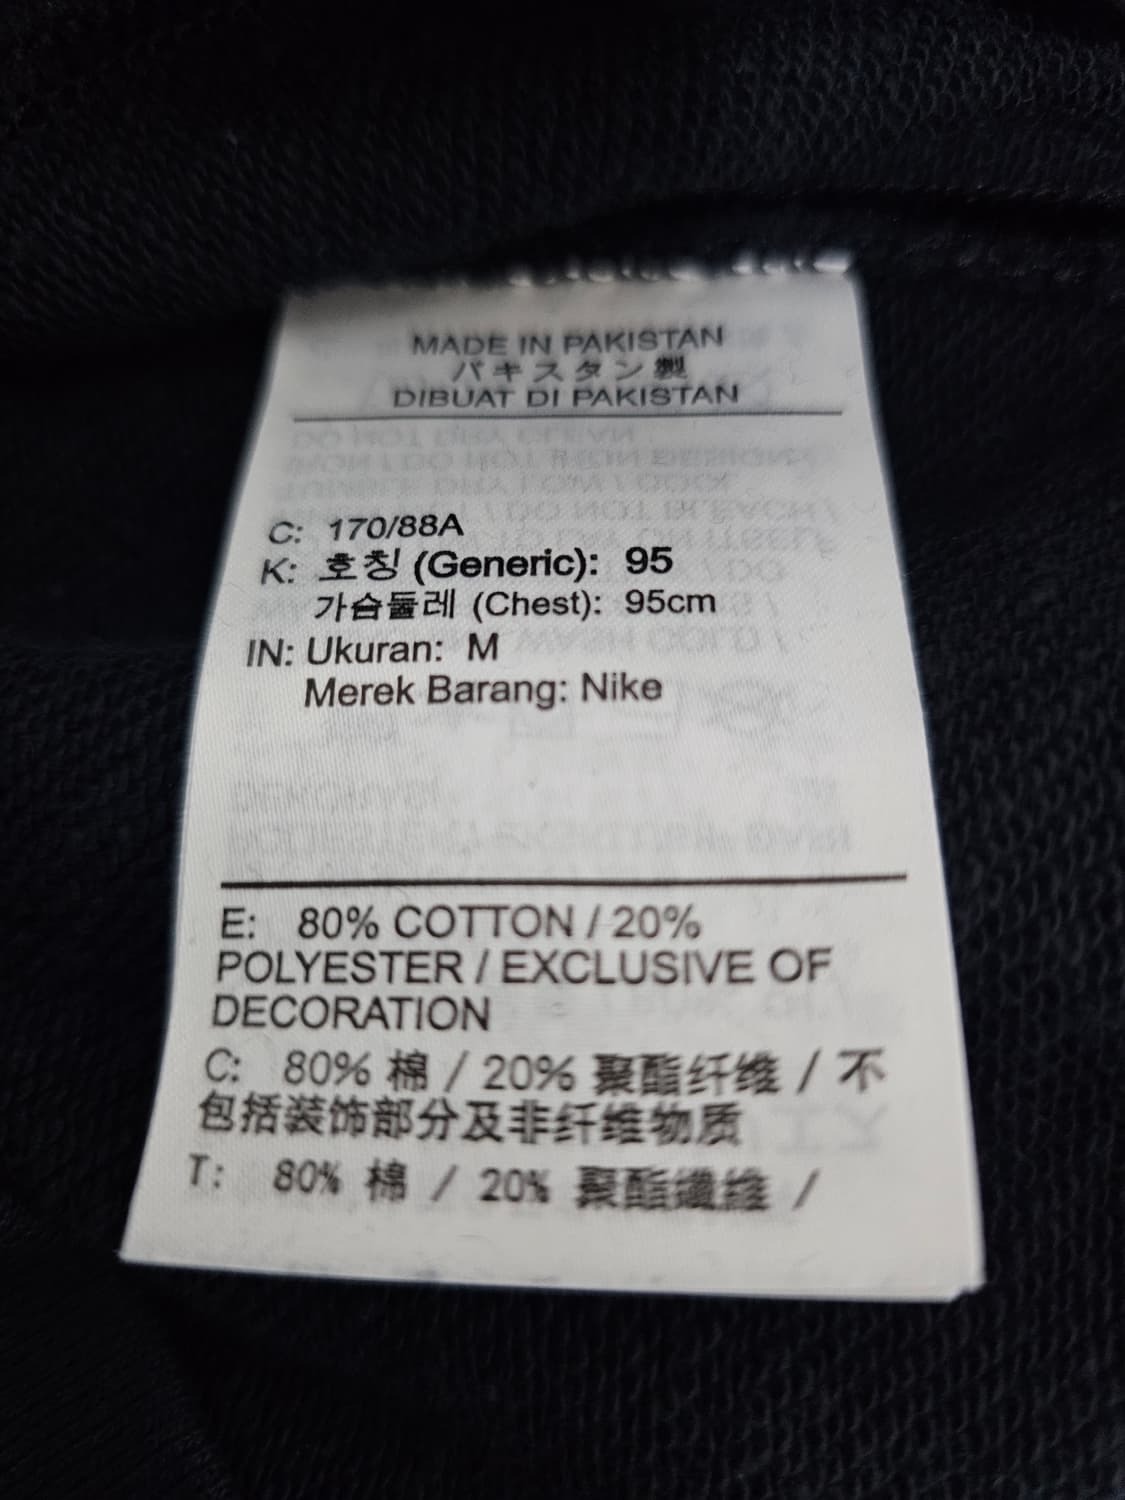 MADE IN PAKISTAN
パキスタン製
DIBUAT DI PAKISTAN
C: 170/88A
K: 호칭 (Generic): 95
가슴둘레 (Chest): 95cm
IN: Ukuran: M
Merek Barang: Nike
E: 80% COTTON / 20%
POLYESTER / EXCLUSIVE OF
DECORATION
C: 80% 棉 / 20% 聚酯纤维 / 不
包括装饰部分及非纤维物质
T: 80% 棉 / 20% 聚酯纖維 /